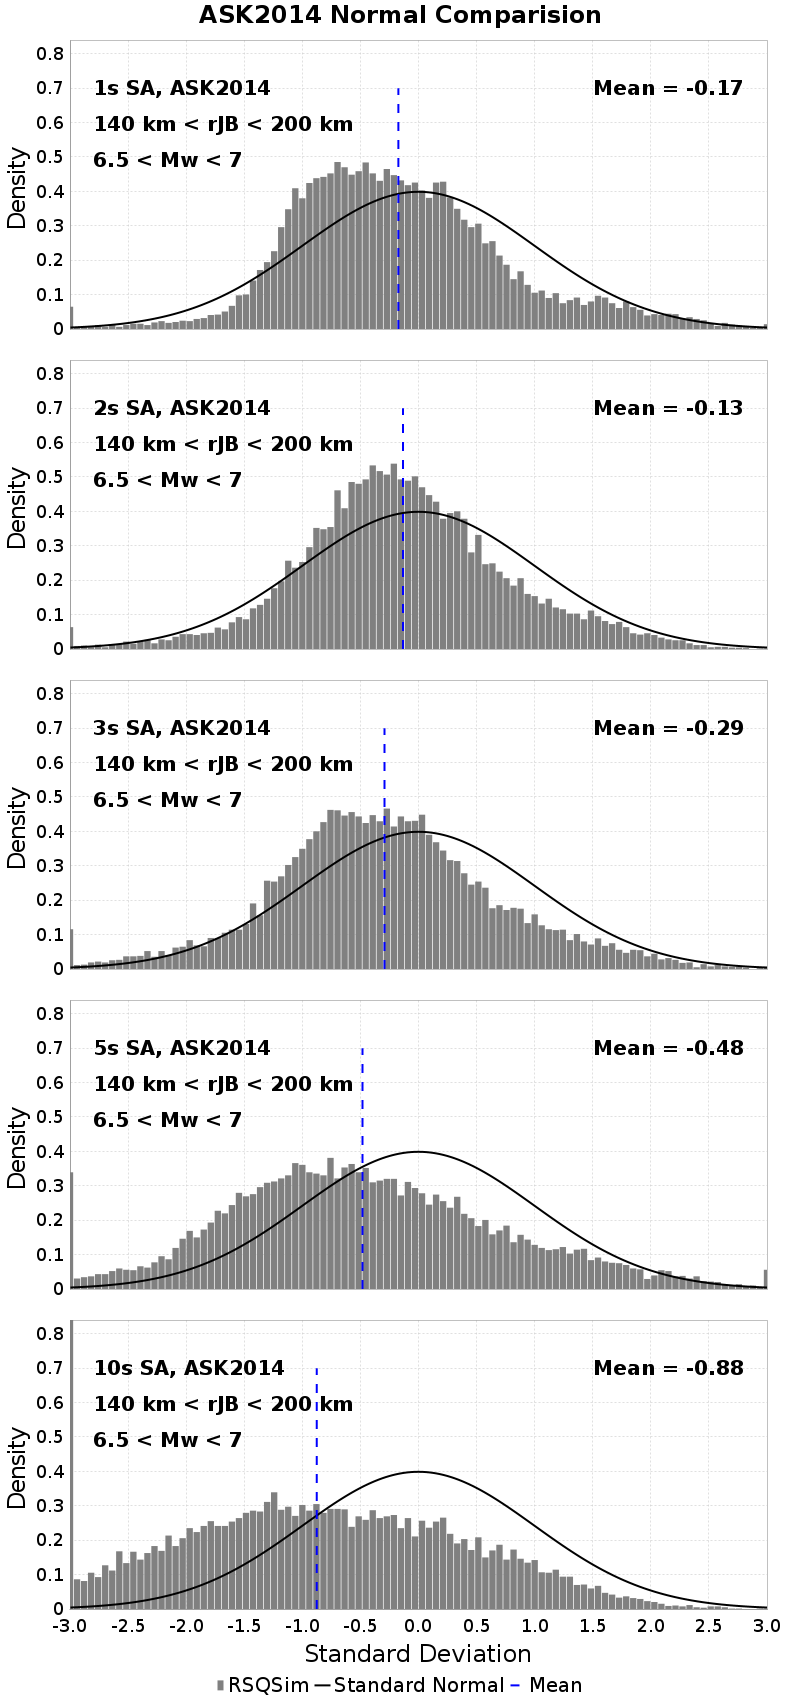 ASK2014 Normal Comparision
0.8
1s SA, ASK2014 Mean = -0.17
0.7
140 km < rJB < 200 km
0.6
6.5 < Mw < 7
0.5
0.4
0.3
0.2
0.1
0
Density
0.8
2s SA, ASK2014 Mean = -0.13
0.7
140 km < rJB < 200 km
0.6
6.5 < Mw < 7
0.5
0.4
0.3
0.2
0.1
0
Density
0.8
3s SA, ASK2014 Mean = -0.29
0.7
140 km < rJB < 200 km
0.6
6.5 < Mw < 7
0.5
0.4
0.3
0.2
0.1
0
Density
0.8
5s SA, ASK2014 Mean = -0.48
0.7
140 km < rJB < 200 km
0.6
6.5 < Mw < 7
0.5
0.4
0.3
0.2
0.1
0
Density
0.8
10s SA, ASK2014 Mean = -0.88
0.7
140 km < rJB < 200 km
0.6
6.5 < Mw < 7
0.5
0.4
0.3
0.2
0.1
0
Density
-3.0 -2.5 -2.0 -1.5 -1.0 -0.5 0.0 0.5 1.0 1.5 2.0 2.5 3.0
Standard Deviation
RSQSim Standard Normal Mean